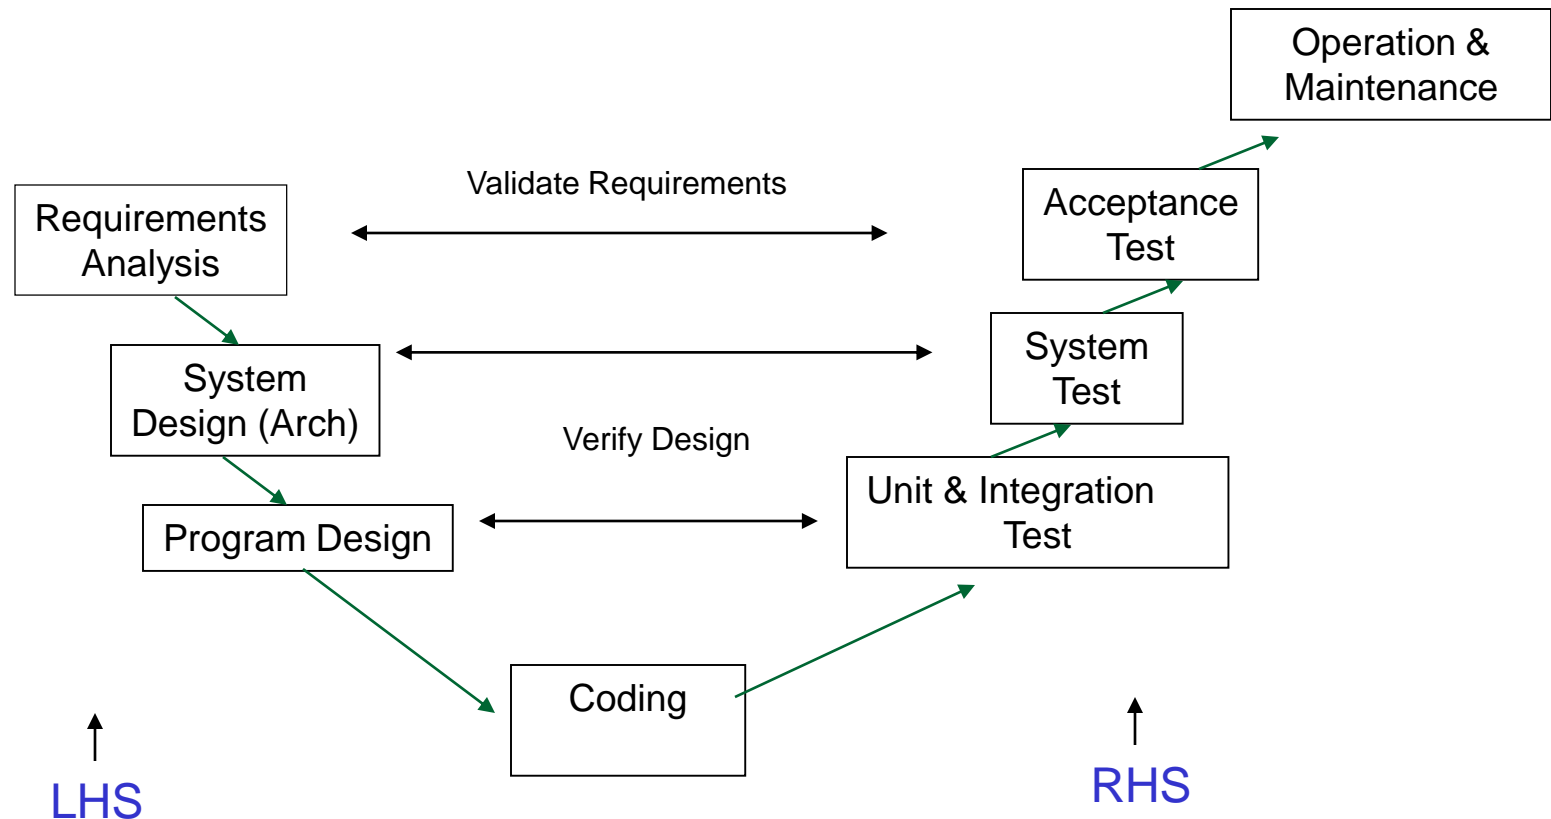 Operation &
Maintenance
Validate Requirements
Acceptance
Test
Requirements
Analysis
System
Test
System
Design (Arch)
Verify Design
Unit & Integration
Test
Program Design
Coding
LHS
RHS